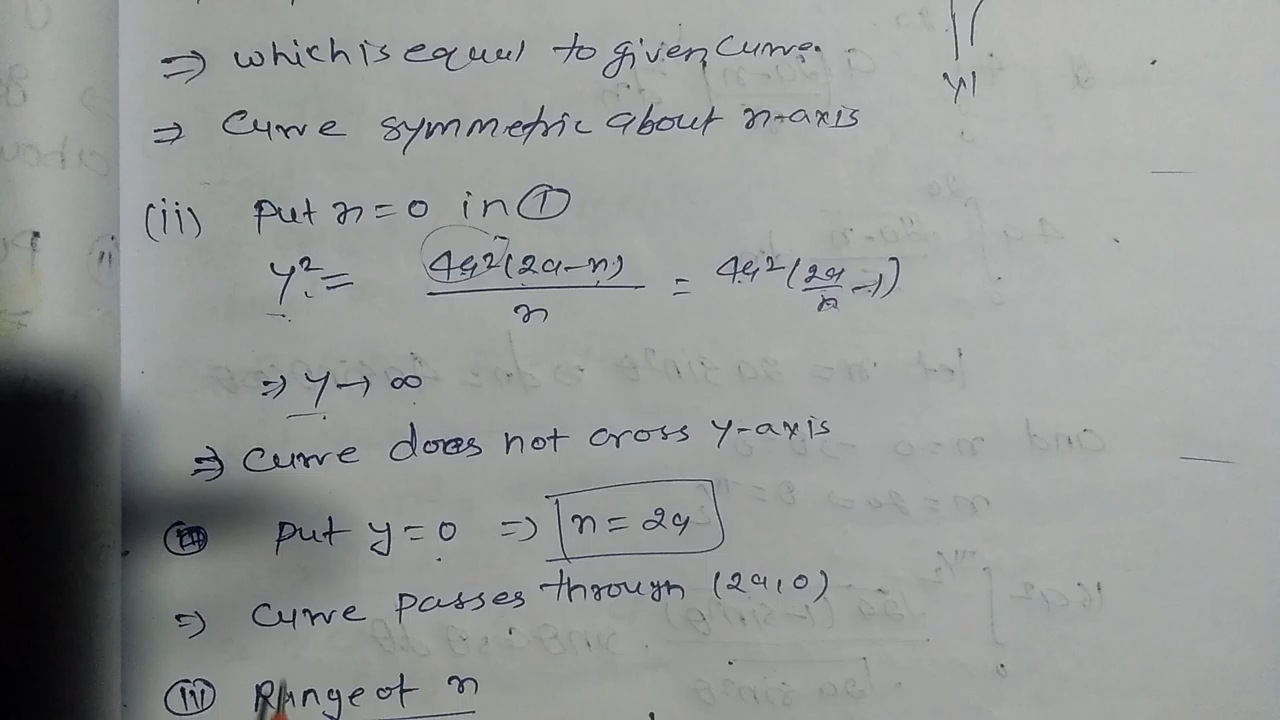 ⇒ which is equal to given curve.
y1
⇒ Curve symmetric about x-axis
(ii) Put x = 0 in ①
y² = 4a²(2a-x)/x = 4a²(2a/x -1)
⇒ y → ∞
⇒ Curve does not cross y-axis
Put y = 0 ⇒ x = 2a
⇒ Curve passes through (2a, 0)
(iii) Range of x